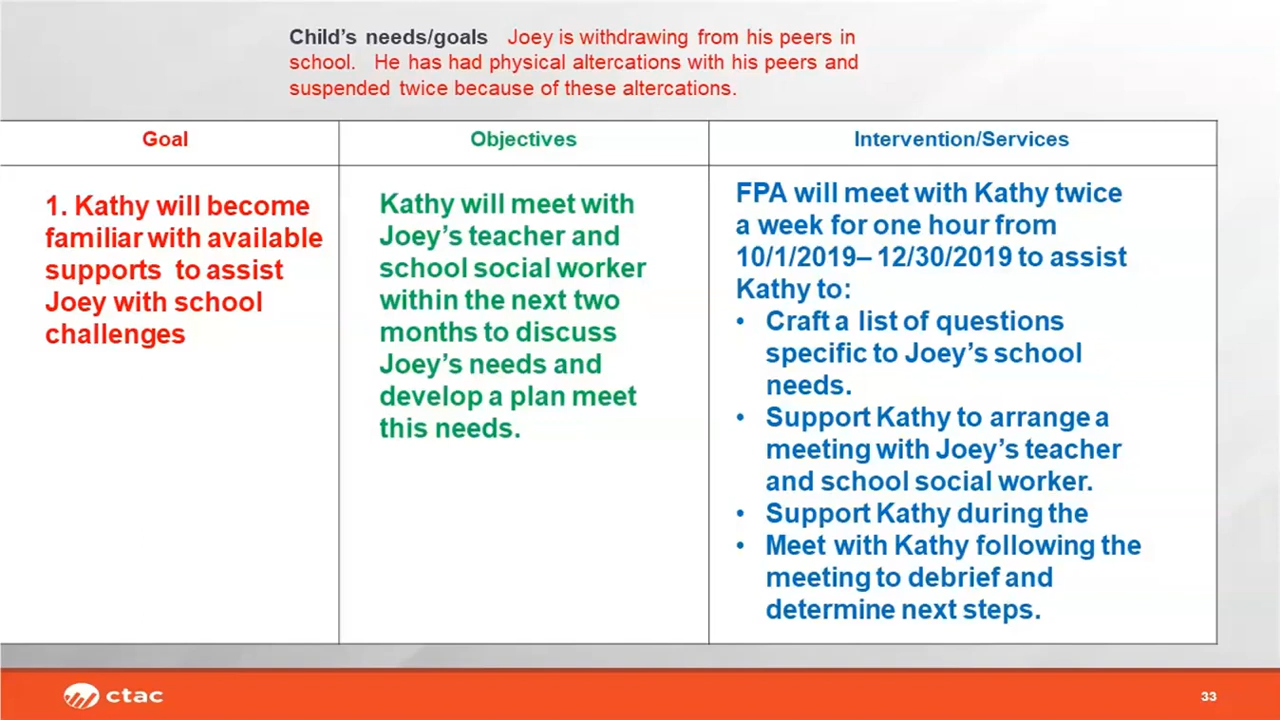 Child's needs/goals Joey is withdrawing from his peers in
school. He has had physical altercations with his peers and
suspended twice because of these altercations.
Goal
Objectives
Intervention/Services
1. Kathy will become
familiar with available
supports to assist
Joey with school
challenges
Kathy will meet with
Joey's teacher and
school social worker
within the next two
months to discuss
Joey's needs and
develop a plan meet
this needs.
FPA will meet with Kathy twice
a week for one hour from
10/1/2019– 12/30/2019 to assist
Kathy to:
• Craft a list of questions
specific to Joey's school
needs.
• Support Kathy to arrange a
meeting with Joey's teacher
and school social worker.
• Support Kathy during the
• Meet with Kathy following the
meeting to debrief and
determine next steps.
ctac
33